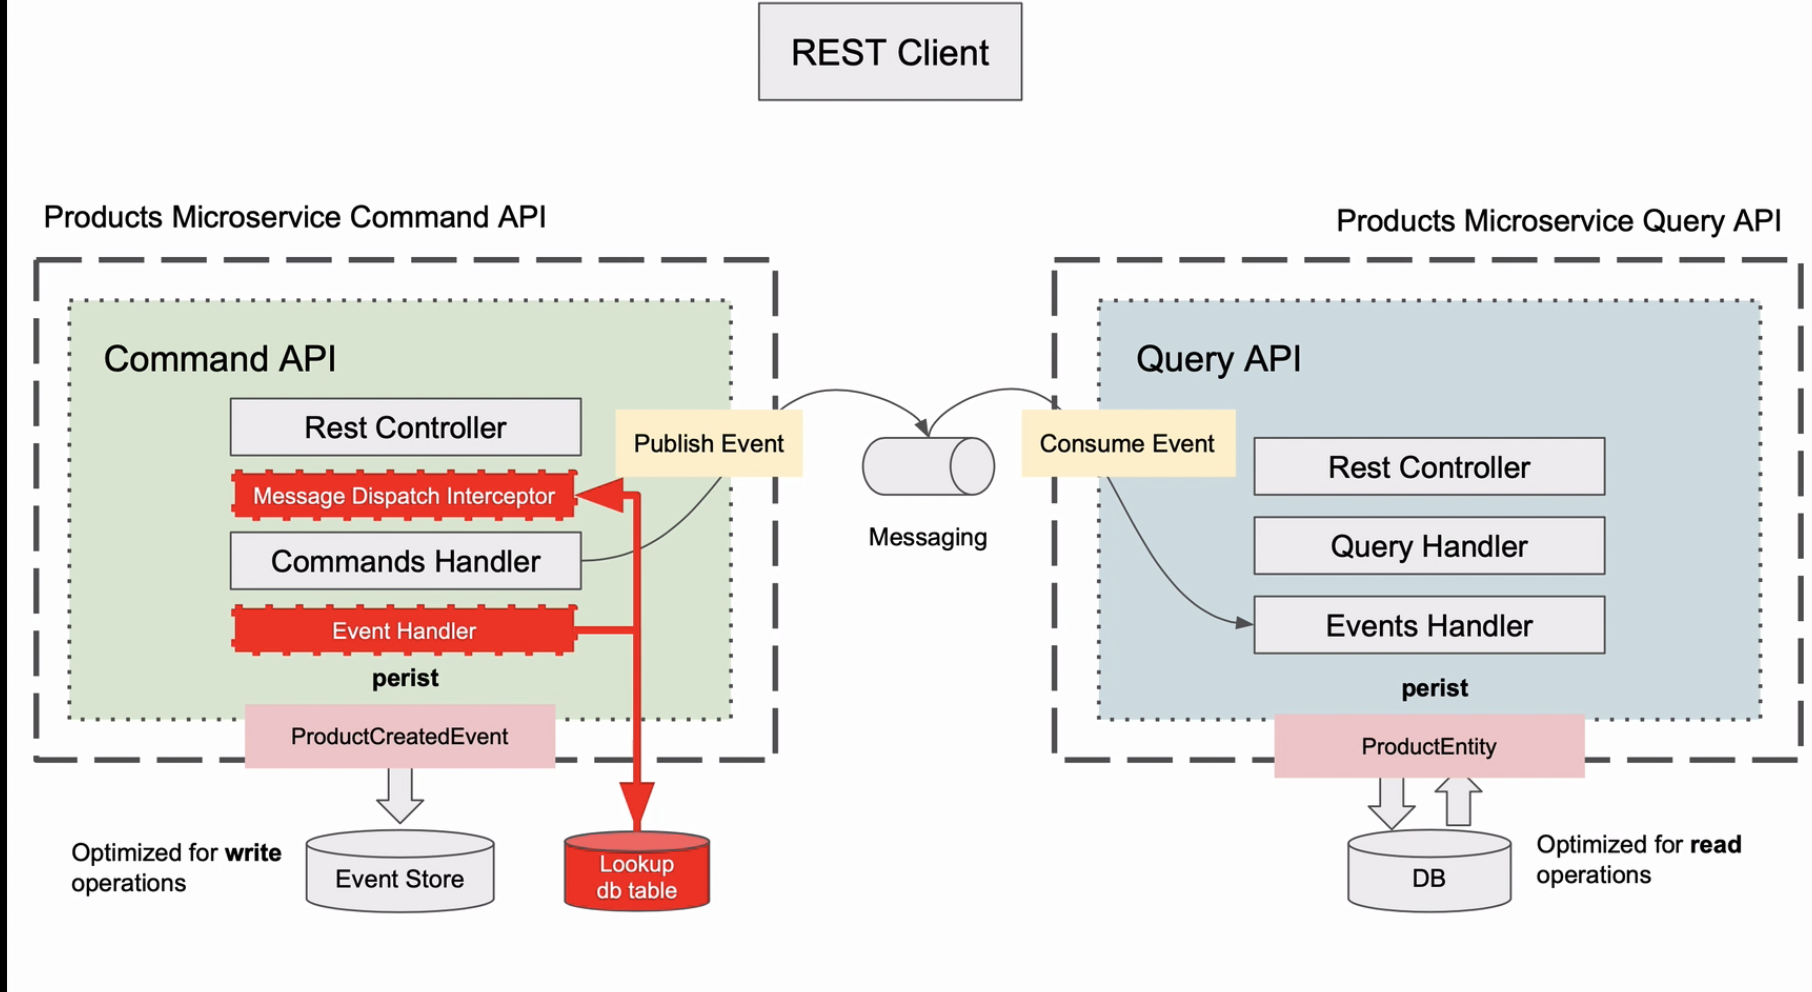 REST Client
Products Microservice Command API
Products Microservice Query API
Command API
Rest Controller
Message Dispatch Interceptor
Commands Handler
Event Handler
perist
ProductCreatedEvent
Publish Event
Messaging
Consume Event
Query API
Rest Controller
Query Handler
Events Handler
perist
ProductEntity
Optimized for write
operations
Event Store
Lookup
db table
DB
Optimized for read
operations